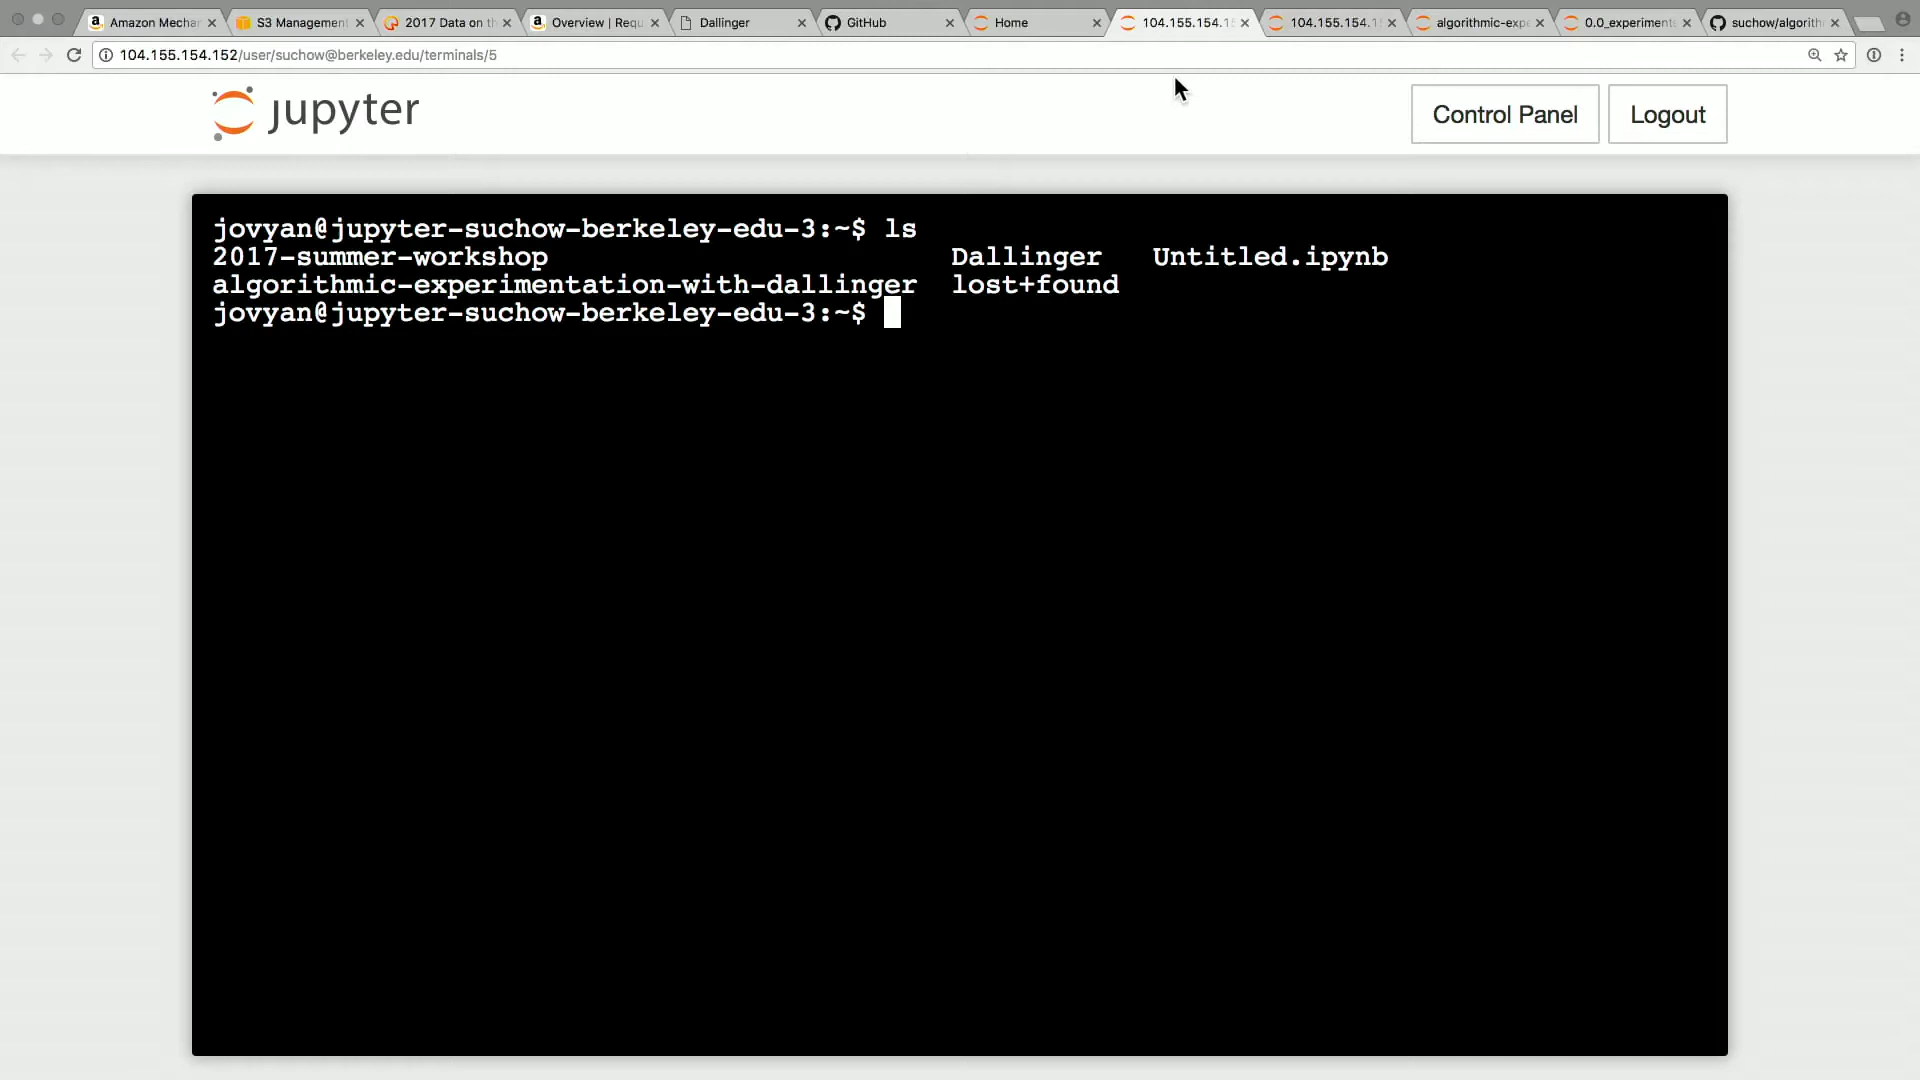 Amazon Mecha
S3 Management
2017 Data on th
Overview | Requ
Dallinger
GitHub
Home
104.155.154.1
104.155.154.1
algorithmic-expe
0.0_experiment
suchow/algorith
104.155.154.152/user/suchow@berkeley.edu/terminals/5
jupyter
Control Panel
Logout
jovyan@jupyter-suchow-berkeley-edu-3:~$ ls
2017-summer-workshop Dallinger Untitled.ipynb
algorithmic-experimentation-with-dallinger lost+found
jovyan@jupyter-suchow-berkeley-edu-3:~$